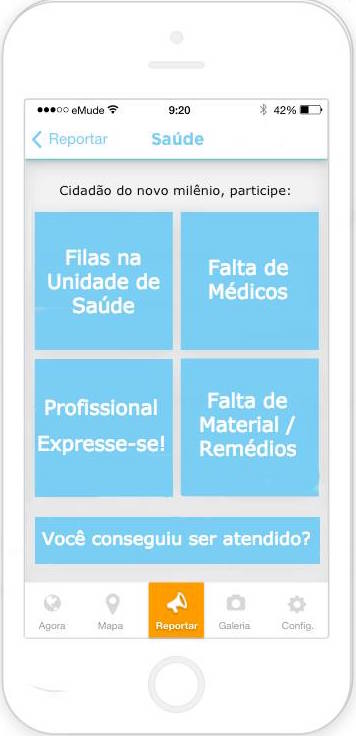 eMude 9:20 42%
Reportar Saúde
Cidadão do novo milênio, participe:
Filas na
Unidade de
Saúde
Falta de
Médicos
Profissional
Expresse-se!
Falta de
Material /
Remédios
Você conseguiu ser atendido?
Agora Mapa Reportar Galeria Config.